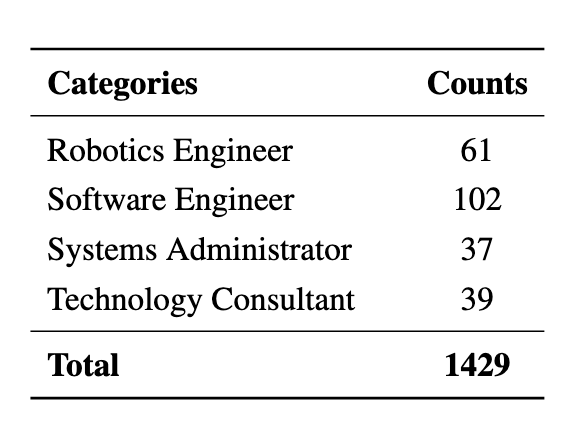 Categories Counts
Robotics Engineer 61
Software Engineer 102
Systems Administrator 37
Technology Consultant 39
Total 1429